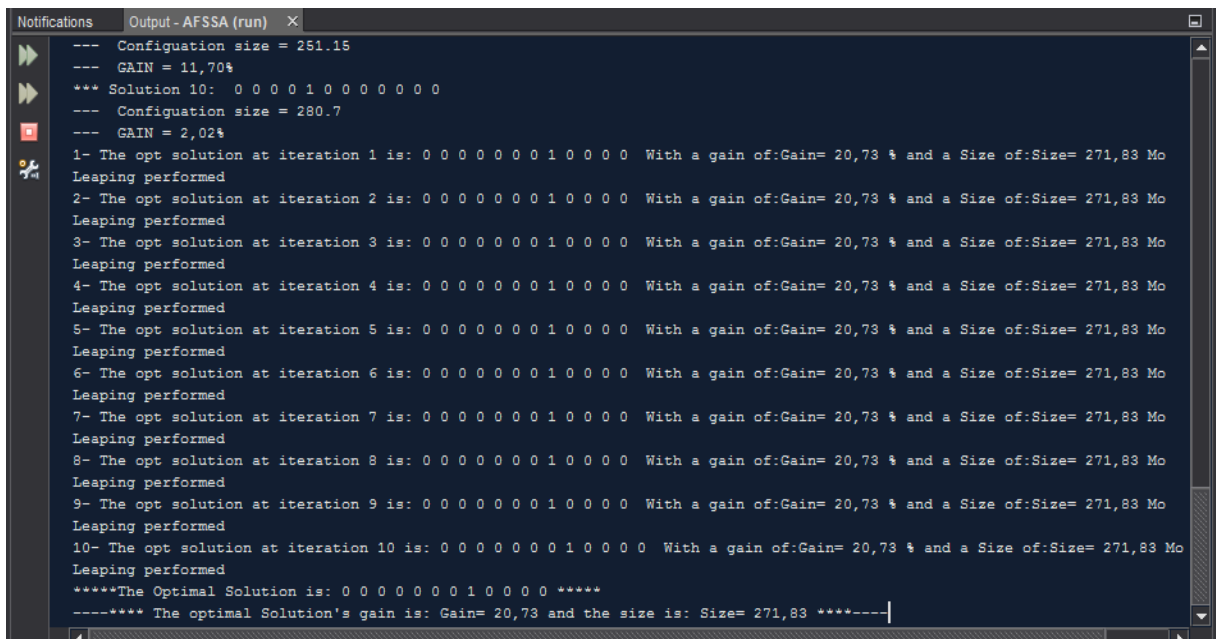 Notifications Output - AFSSA (run) ×
--- Configuation size = 251.15
--- GAIN = 11,70%
*** Solution 10: 0 0 0 0 1 0 0 0 0 0 0 0
--- Configuation size = 280.7
--- GAIN = 2,02%
1- The opt solution at iteration 1 is: 0 0 0 0 0 0 0 1 0 0 0 0 With a gain of:Gain= 20,73 % and a Size of:Size= 271,83 Mo
Leaping performed
2- The opt solution at iteration 2 is: 0 0 0 0 0 0 0 1 0 0 0 0 With a gain of:Gain= 20,73 % and a Size of:Size= 271,83 Mo
Leaping performed
3- The opt solution at iteration 3 is: 0 0 0 0 0 0 0 1 0 0 0 0 With a gain of:Gain= 20,73 % and a Size of:Size= 271,83 Mo
Leaping performed
4- The opt solution at iteration 4 is: 0 0 0 0 0 0 0 1 0 0 0 0 With a gain of:Gain= 20,73 % and a Size of:Size= 271,83 Mo
Leaping performed
5- The opt solution at iteration 5 is: 0 0 0 0 0 0 0 1 0 0 0 0 With a gain of:Gain= 20,73 % and a Size of:Size= 271,83 Mo
Leaping performed
6- The opt solution at iteration 6 is: 0 0 0 0 0 0 0 1 0 0 0 0 With a gain of:Gain= 20,73 % and a Size of:Size= 271,83 Mo
Leaping performed
7- The opt solution at iteration 7 is: 0 0 0 0 0 0 0 1 0 0 0 0 With a gain of:Gain= 20,73 % and a Size of:Size= 271,83 Mo
Leaping performed
8- The opt solution at iteration 8 is: 0 0 0 0 0 0 0 1 0 0 0 0 With a gain of:Gain= 20,73 % and a Size of:Size= 271,83 Mo
Leaping performed
9- The opt solution at iteration 9 is: 0 0 0 0 0 0 0 1 0 0 0 0 With a gain of:Gain= 20,73 % and a Size of:Size= 271,83 Mo
Leaping performed
10- The opt solution at iteration 10 is: 0 0 0 0 0 0 0 1 0 0 0 0 With a gain of:Gain= 20,73 % and a Size of:Size= 271,83 Mo
Leaping performed
*****The Optimal Solution is: 0 0 0 0 0 0 0 1 0 0 0 0 *****
----**** The optimal Solution's gain is: Gain= 20,73 and the size is: Size= 271,83 ****----